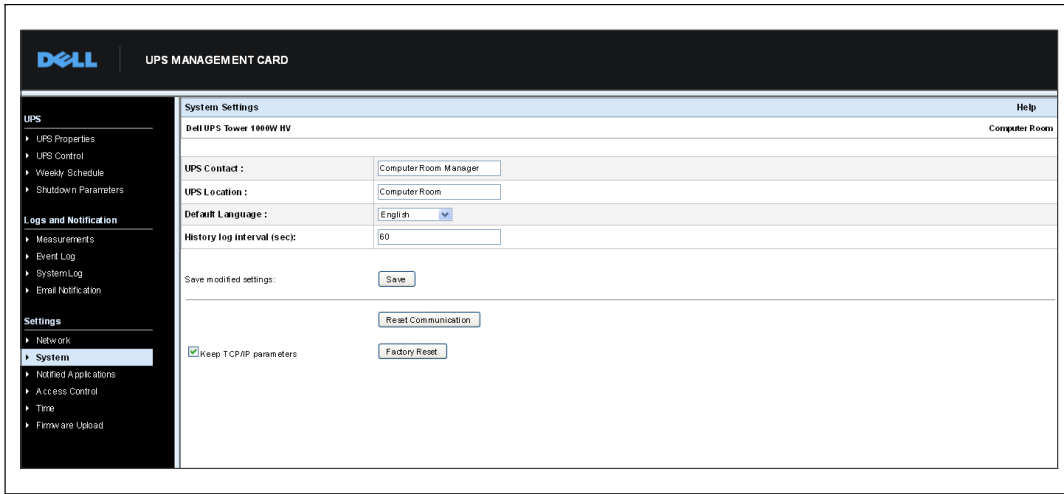 DELL
UPS MANAGEMENT CARD
UPS
UPS Properties
UPS Control
Weekly Schedule
Shutdown Parameters
Logs and Notification
Measurements
Event Log
System Log
Email Notification
Settings
Network
System
Notified Applications
Access Control
Time
Firmware Upload
System Settings Help
Dell UPS Tower 1000W HV Computer Room
UPS Contact : Computer Room Manager
UPS Location : Computer Room
Default Language : English
History log interval (sec): 60
Save modified settings: Save
Reset Communication
Keep TCP/IP parameters Factory Reset